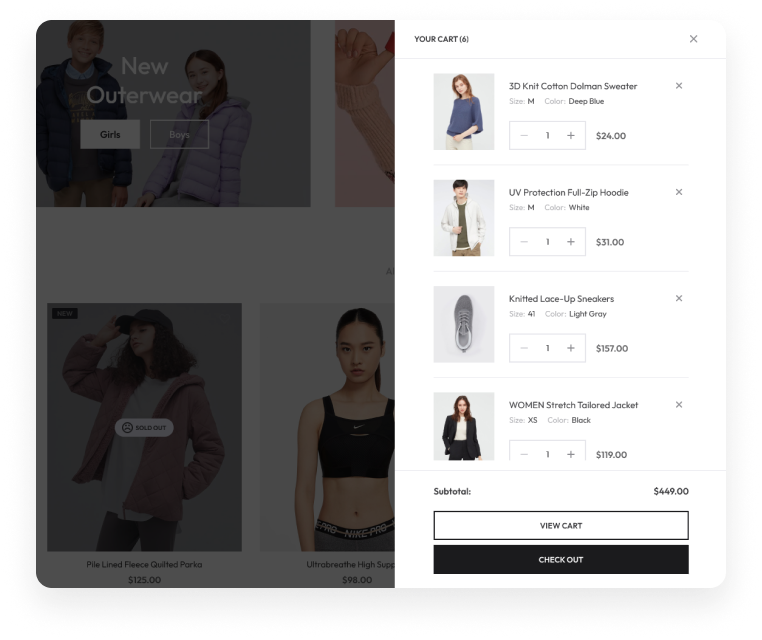 New
Outerwear
Girls
Boys
NEW
SOLD OUT
NIKE PRO
Pile Lined Fleece Quilted Parka
$125.00
Ultrabreathe High Supp
$98.00
YOUR CART (6)
3D Knit Cotton Dolman Sweater
Size: M Color: Deep Blue
1
$24.00
UV Protection Full-Zip Hoodie
Size: M Color: White
1
$31.00
Knitted Lace-Up Sneakers
Size: 41 Color: Light Gray
1
$157.00
WOMEN Stretch Tailored Jacket
Size: XS Color: Black
1
$119.00
Subtotal: $449.00
VIEW CART
CHECK OUT